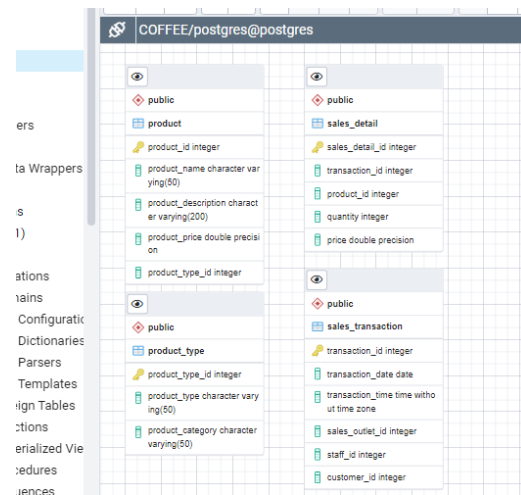 COFFEE/postgres@postgres
ers
ta Wrappers
1)
ations
nains
Configuratic
Dictionaries
Parsers
Templates
eign Tables
ctions
erialized Vie
cedures
uences
public
product
product_id integer
product_name character var
ying(50)
product_description charact
er varying(200)
product_price double precisi
on
product_type_id integer
public
product_type
product_type_id integer
product_type character vary
ing(50)
product_category character
varying(50)
public
sales_detail
sales_detail_id integer
transaction_id integer
product_id integer
quantity integer
price double precision
public
sales_transaction
transaction_id integer
transaction_date date
transaction_time time witho
ut time zone
sales_outlet_id integer
staff_id integer
customer_id integer